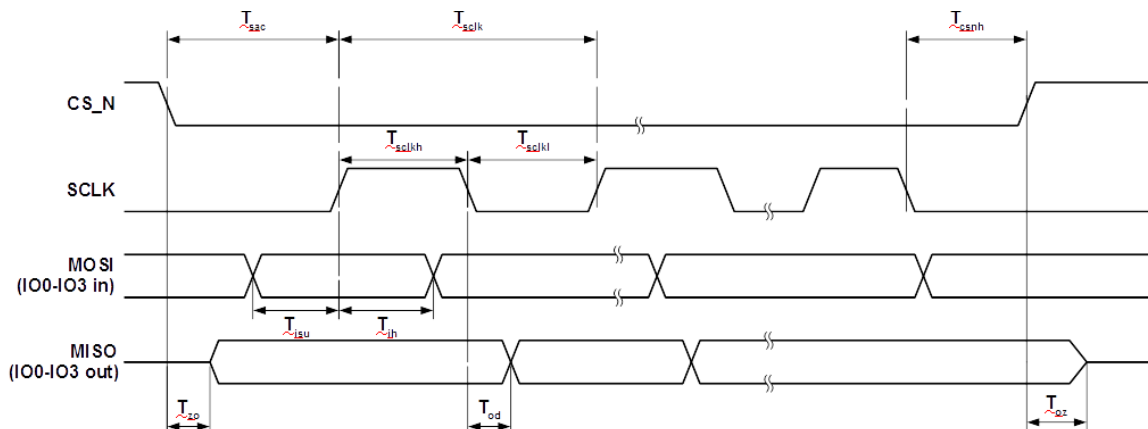 Tsac Tsclk Tcsnh
CS_N
Tsclkh Tsclkl
SCLK
MOSI
(IO0-IO3 in)
Tisu Tih
MISO
(IO0-IO3 out)
Tzo Tod Toz